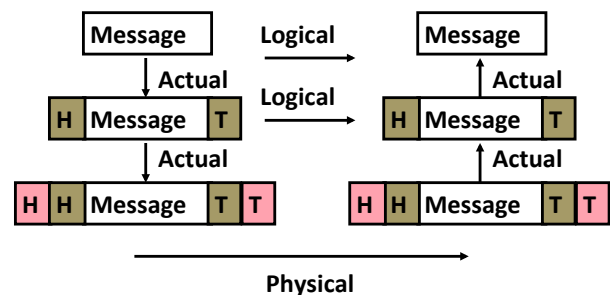 Message Logical Message
Actual Actual
Logical
H Message T H Message T
Actual Actual
H H Message T T H H Message T T
Physical